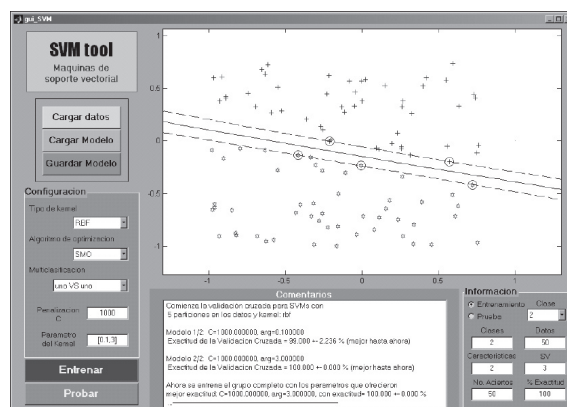 gui_SVM
SVM tool
Maquinas de
soporte vectorial
Cargar datos
Cargar Modelo
Guardar Modelo
Configuracion
Tipo de kernel
RBF
Algoritmo de optimizacion
SMO
Multiclasificacion
uno VS uno
Penalizacion
C
1000
Parametro
del Kernel
[0.1,3]
Entrenar
Probar
1
0.5
0
-0.5
-1
-1
-0.5
0
0.5
1
Comentarios
Comienza la validación cruzada para SVMs con
5 particiones en los datos y kernel: rbf
Modelo 1/2: C=1000.000000, arg=0.100000
Exactitud de la Validacion Cruzada = 99.000 +- 2.236 % (mejor hasta ahora)
Modelo 2/2: C=1000.000000, arg=3.000000
Exactitud de la Validacion Cruzada = 100.000 +- 0.000 % (mejor hasta ahora)
Ahora se entrena el grupo completo con los parametros que ofrecieron
mejor exactitud: C=1000.000000, arg=3.000000, con exactitud= 100.000 +- 0.000 %
Informacion
Entrenamiento
Clase
Prueba
2
Clases
Datos
2
50
Caracteristicas
SV
2
3
No. Aciertos
% Exactitud
50
100